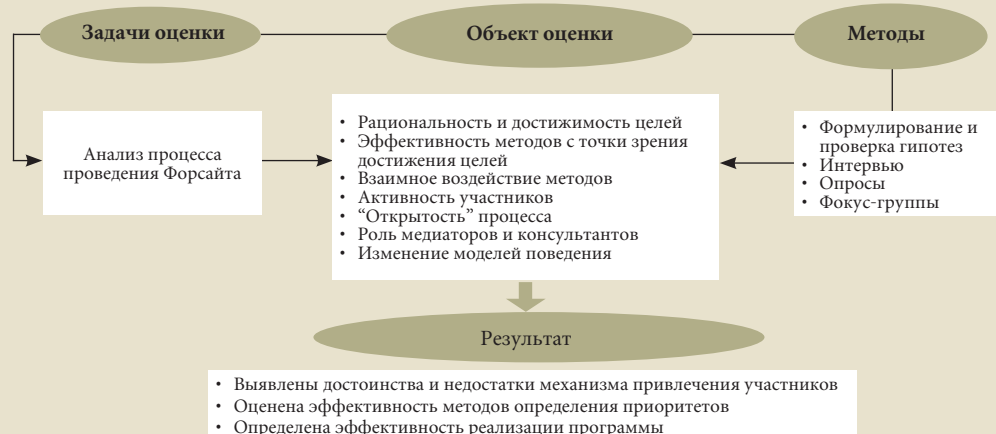 Задачи оценки
Объект оценки
Методы
Анализ процесса
проведения Форсайта
• Рациональность и достижимость целей
• Эффективность методов с точки зрения
достижения целей
• Взаимное воздействие методов
• Активность участников
• “Открытость” процесса
• Роль медиаторов и консультантов
• Изменение моделей поведения
• Формулирование и
проверка гипотез
• Интервью
• Опросы
• Фокус-группы
Результат
• Выявлены достоинства и недостатки механизма привлечения участников
• Оценена эффективность методов определения приоритетов
• Определена эффективность реализации программы